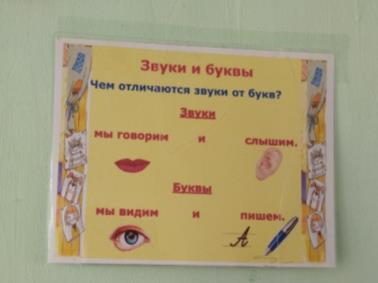 Звуки и буквы
Чем отличаются звуки от букв?
Звуки
мы говорим и слышим.
Буквы
мы видим и пишем.
А